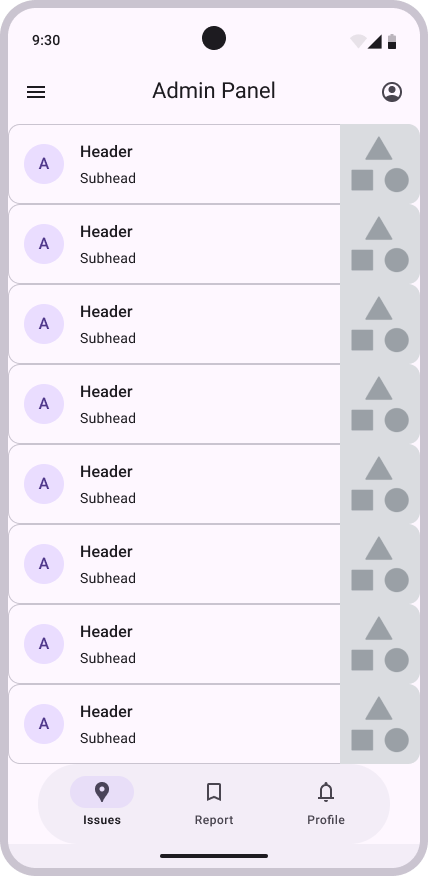 9:30
Admin Panel
A
Header
Subhead
A
Header
Subhead
A
Header
Subhead
A
Header
Subhead
A
Header
Subhead
A
Header
Subhead
A
Header
Subhead
A
Header
Subhead
Issues
Report
Profile